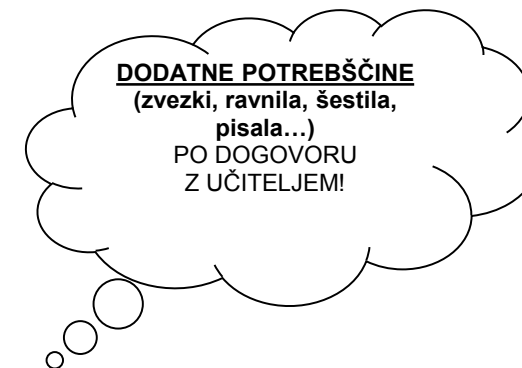 DODATNE POTREBŠČINE
(zvezki, ravnila, šestila,
pisala…)
PO DOGOVORU
Z UČITELJEM!